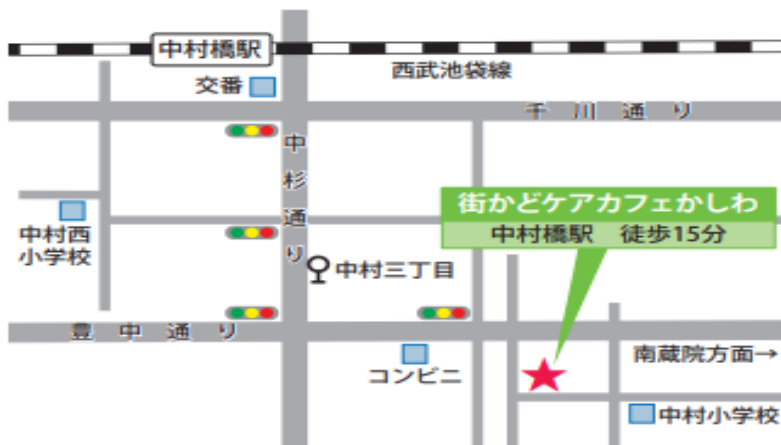 中村橋駅
西武池袋線
交番
千川通り
中杉通り
街かどケアカフェかしわ
中村橋駅 徒歩15分
中村西
小学校
中村三丁目
豊中通り
南蔵院方面→
コンビニ
中村小学校